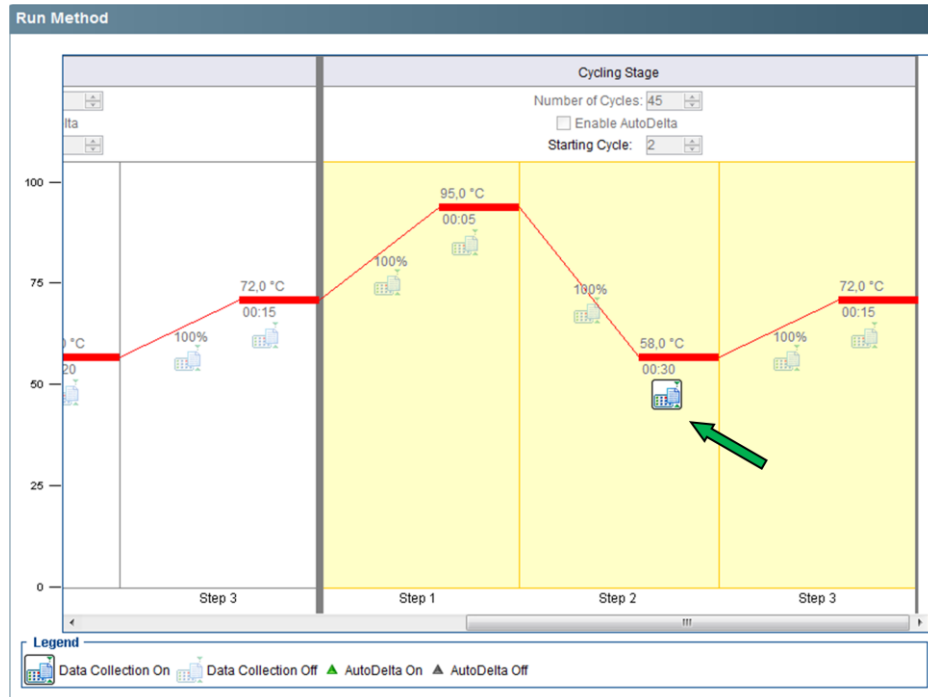 Run Method
Cycling Stage
Number of Cycles: 45
lta
Enable AutoDelta
Starting Cycle: 2
100
95,0 °C
00:05
100%
75
72,0 °C
00:15
100%
100%
72,0 °C
00:15
100%
58,0 °C
00:30
°C
20
50
25
0
Step 3
Step 1
Step 2
Step 3
Legend
Data Collection On
Data Collection Off
AutoDelta On
AutoDelta Off